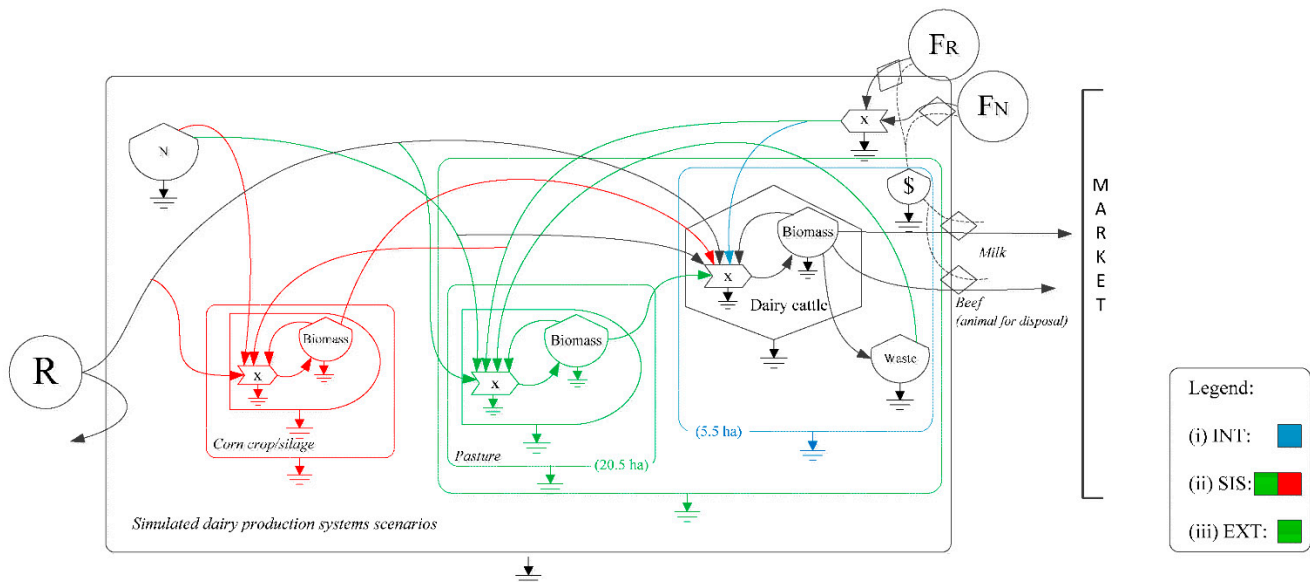 FR
FN
N
x
$
MARKET
Biomass
x
Dairy cattle
Milk
Beef
(animal for disposal)
Waste
R
Biomass
x
Corn crop/silage
Biomass
x
Pasture
(20.5 ha)
(5.5 ha)
Simulated dairy production systems scenarios
Legend:
(i) INT:
(ii) SIS:
(iii) EXT: